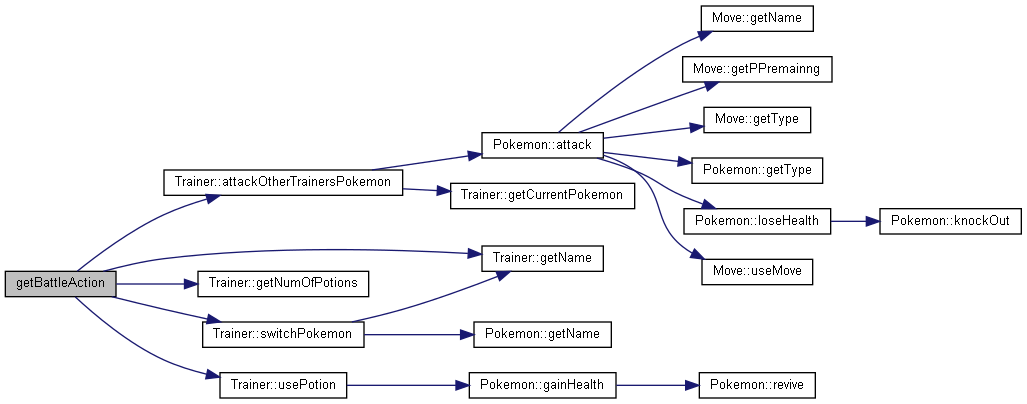 Move::getName
Move::getPPremainng
Move::getType
Pokemon::attack
Pokemon::getType
Trainer::attackOtherTrainersPokemon
Trainer::getCurrentPokemon
Pokemon::loseHealth
Pokemon::knockOut
Trainer::getName
Move::useMove
getBattleAction
Trainer::getNumOfPotions
Trainer::switchPokemon
Pokemon::getName
Trainer::usePotion
Pokemon::gainHealth
Pokemon::revive